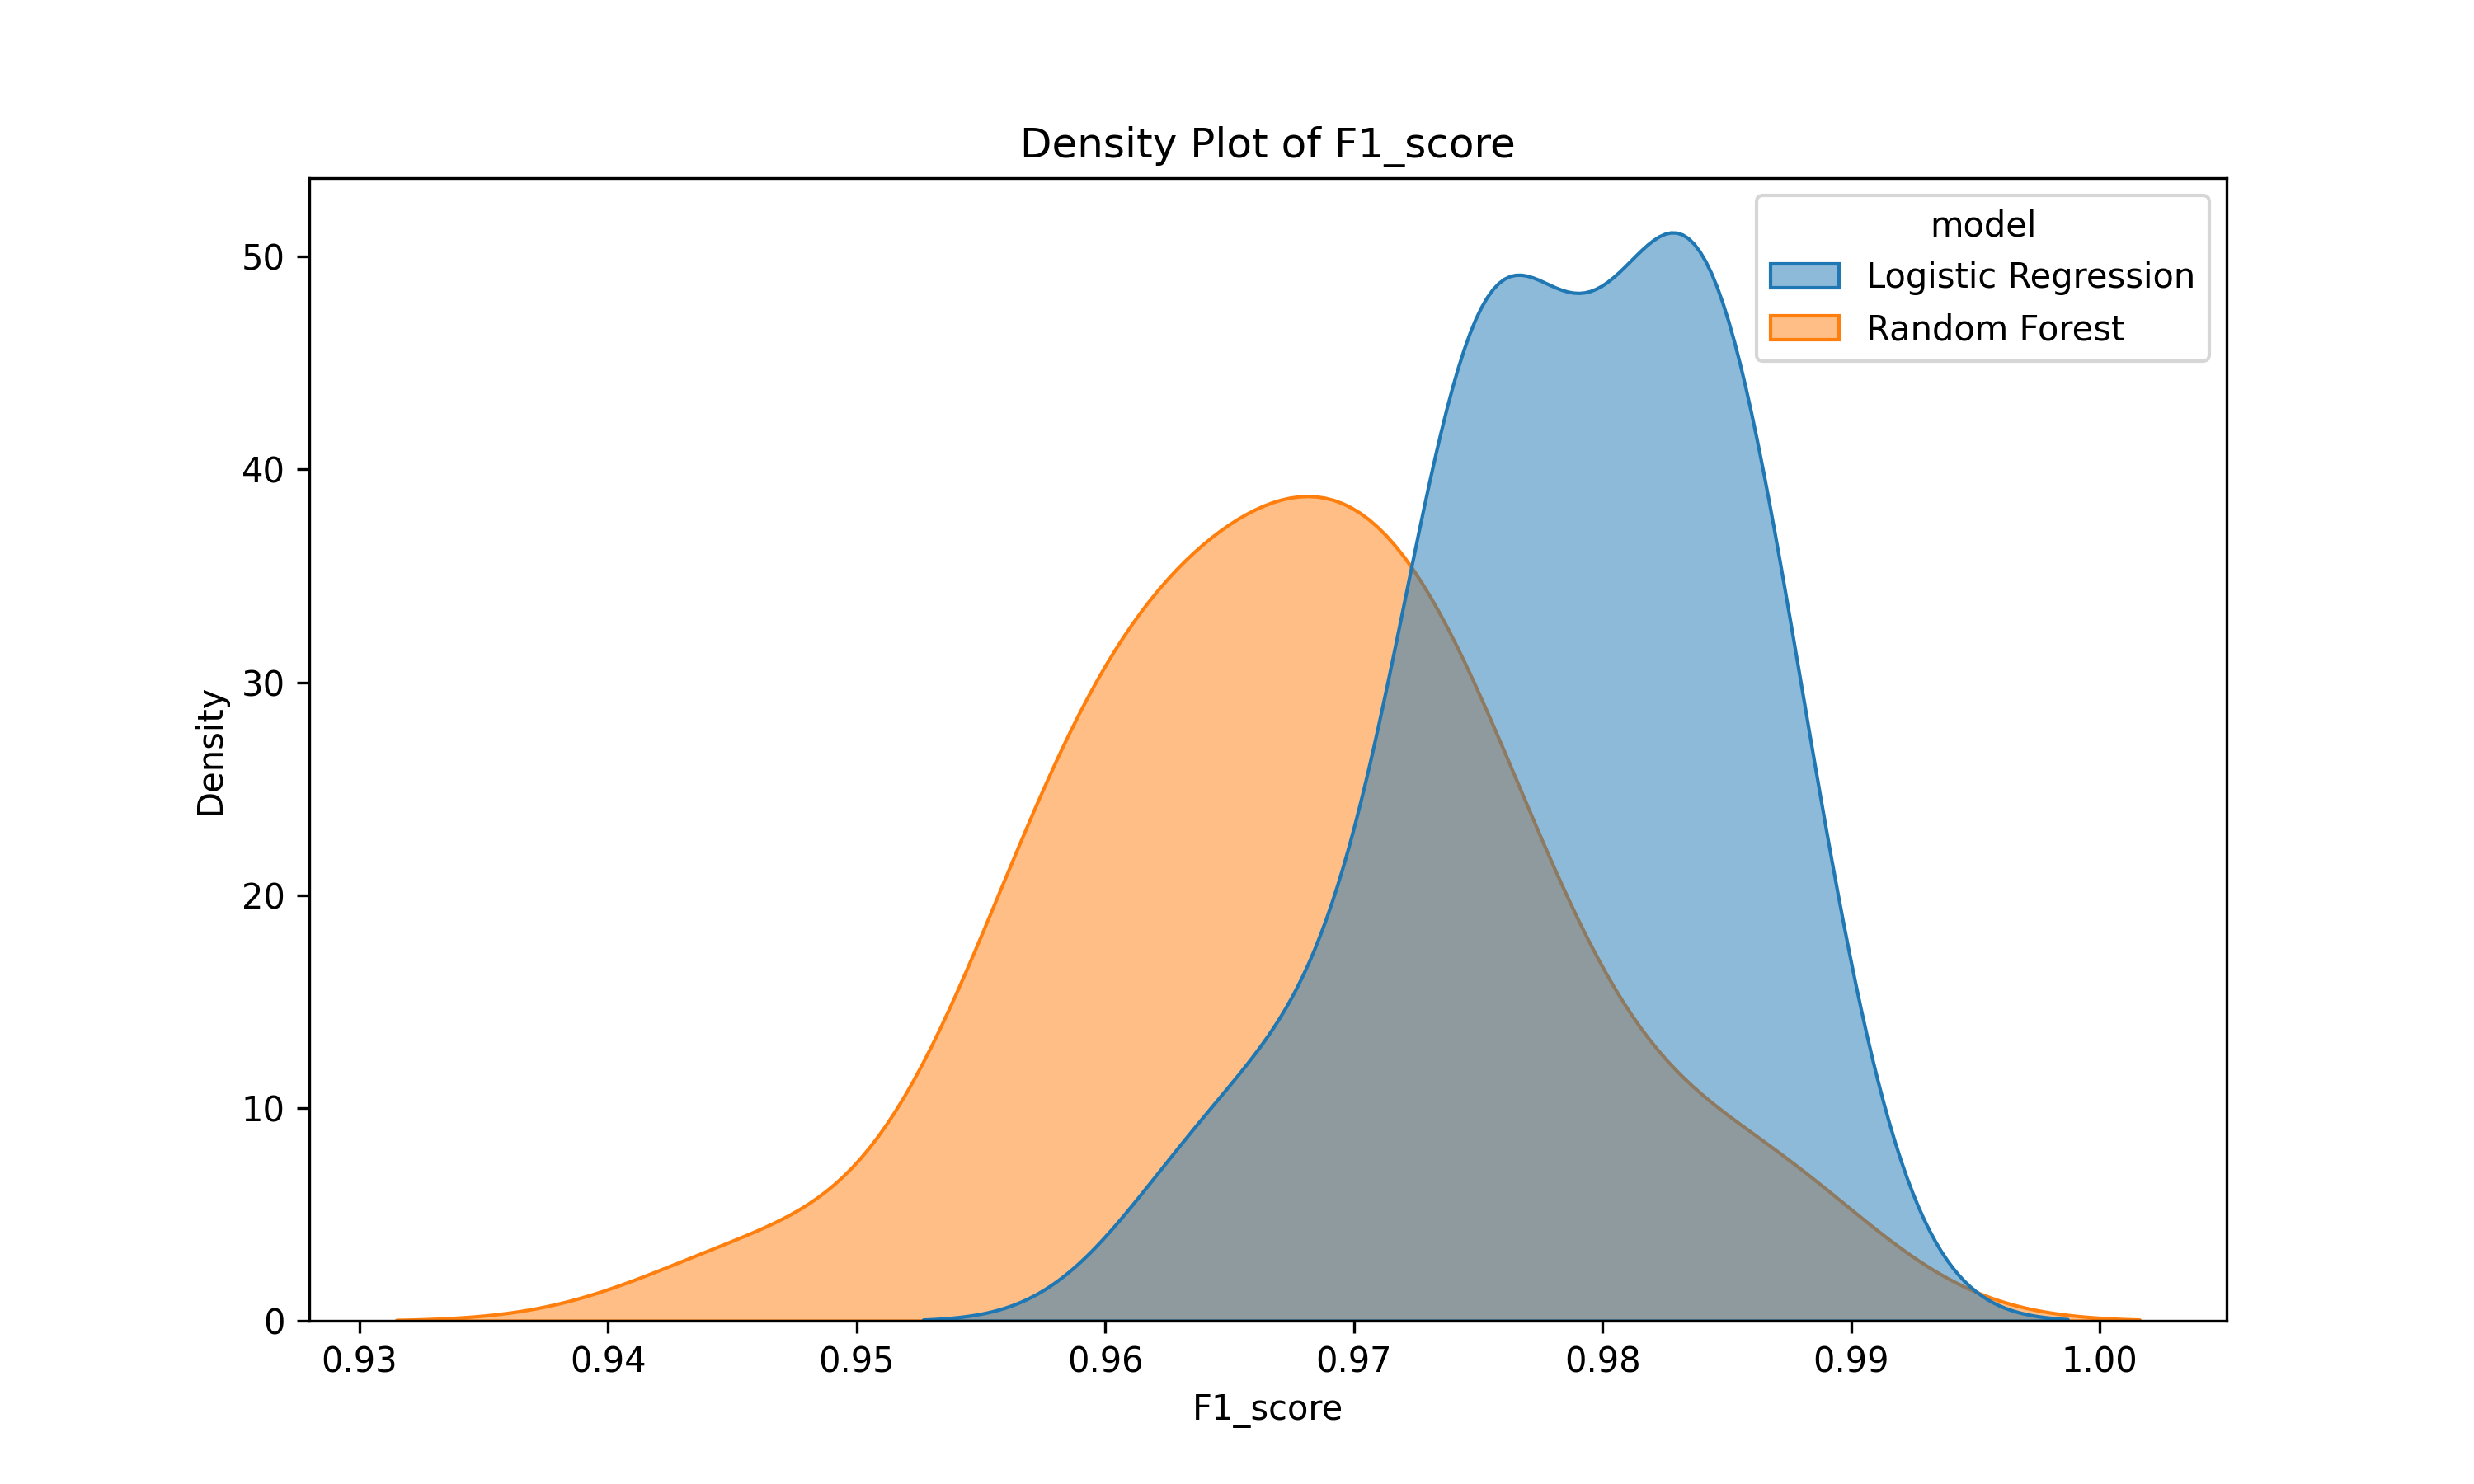 Density Plot of F1_score
model
Logistic Regression
Random Forest
Density
50
40
30
20
10
0
0.93 0.94 0.95 0.96 0.97 0.98 0.99 1.00
F1_score